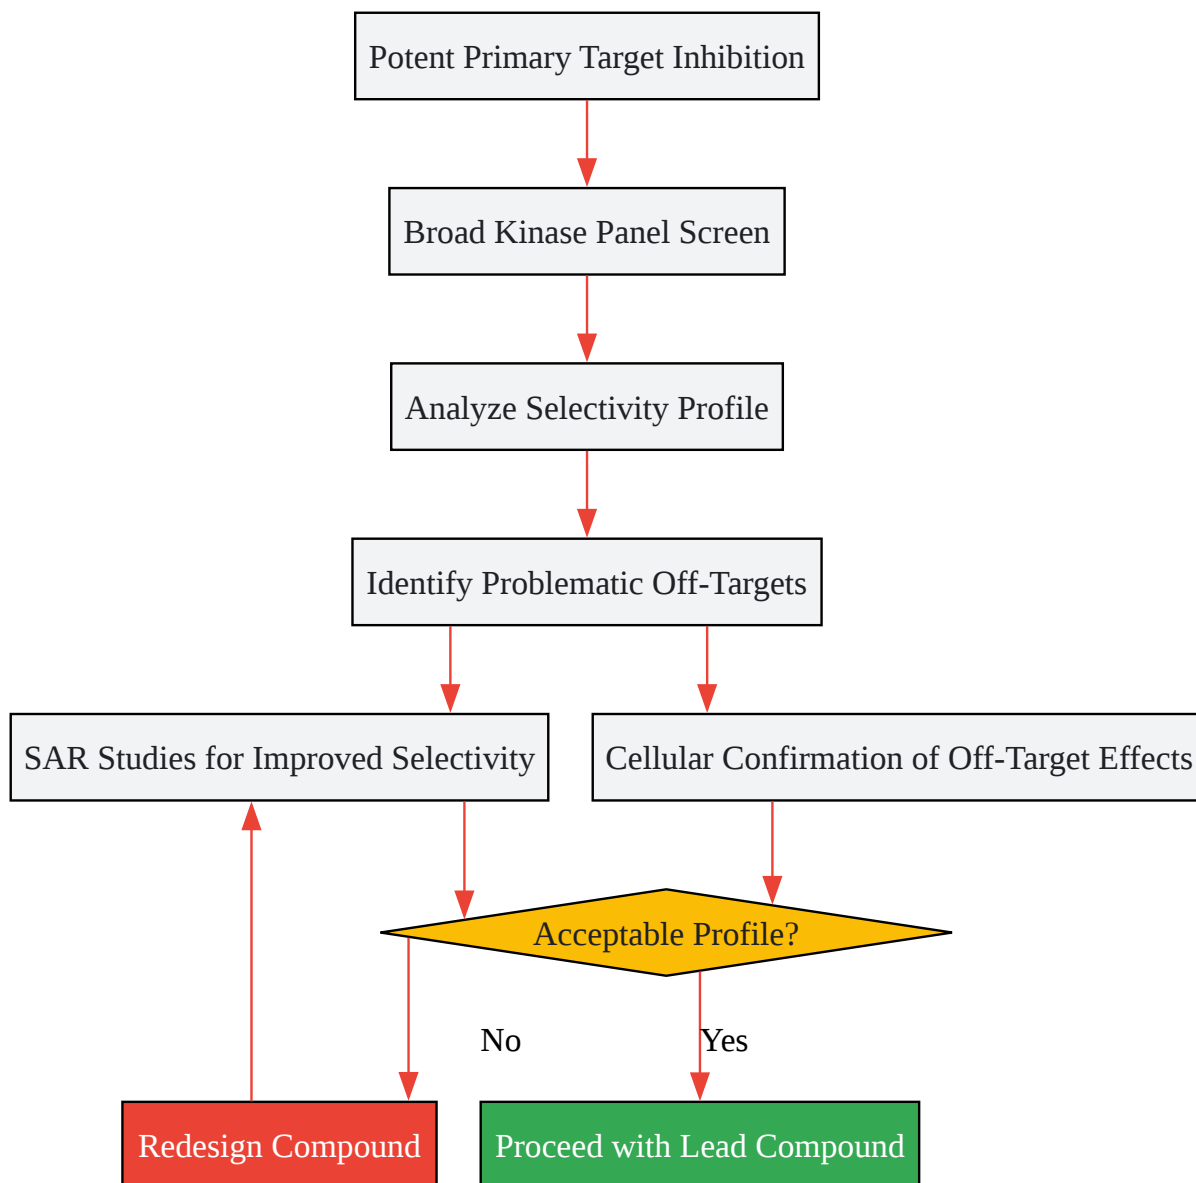 Potent Primary Target Inhibition
Broad Kinase Panel Screen
Analyze Selectivity Profile
Identify Problematic Off-Targets
SAR Studies for Improved Selectivity
Cellular Confirmation of Off-Target Effects
Acceptable Profile?
No
Yes
Redesign Compound
Proceed with Lead Compound